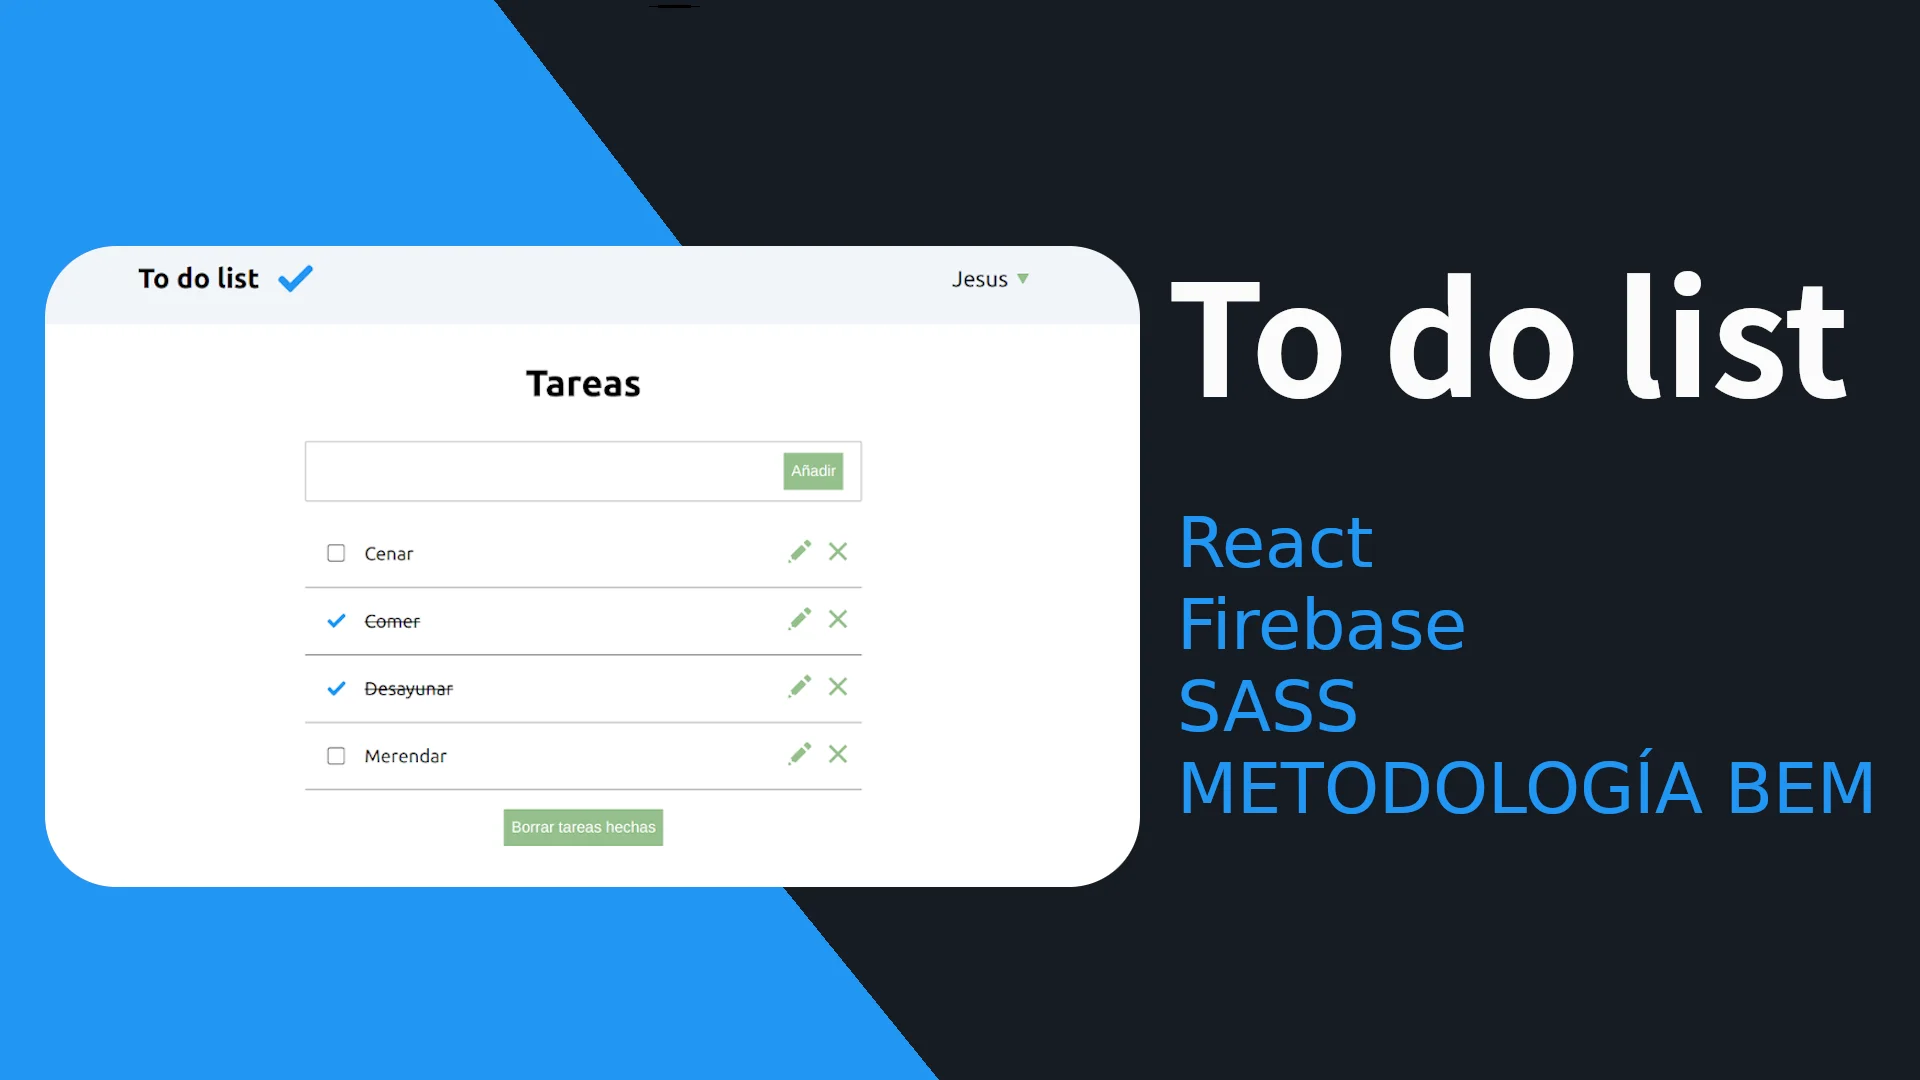 To do list
Jesus
Tareas
Añadir
Cenar
Comer
Desayunar
Merendar
Borrar tareas hechas
To do list
React
Firebase
SASS
METODOLOGÍA BEM